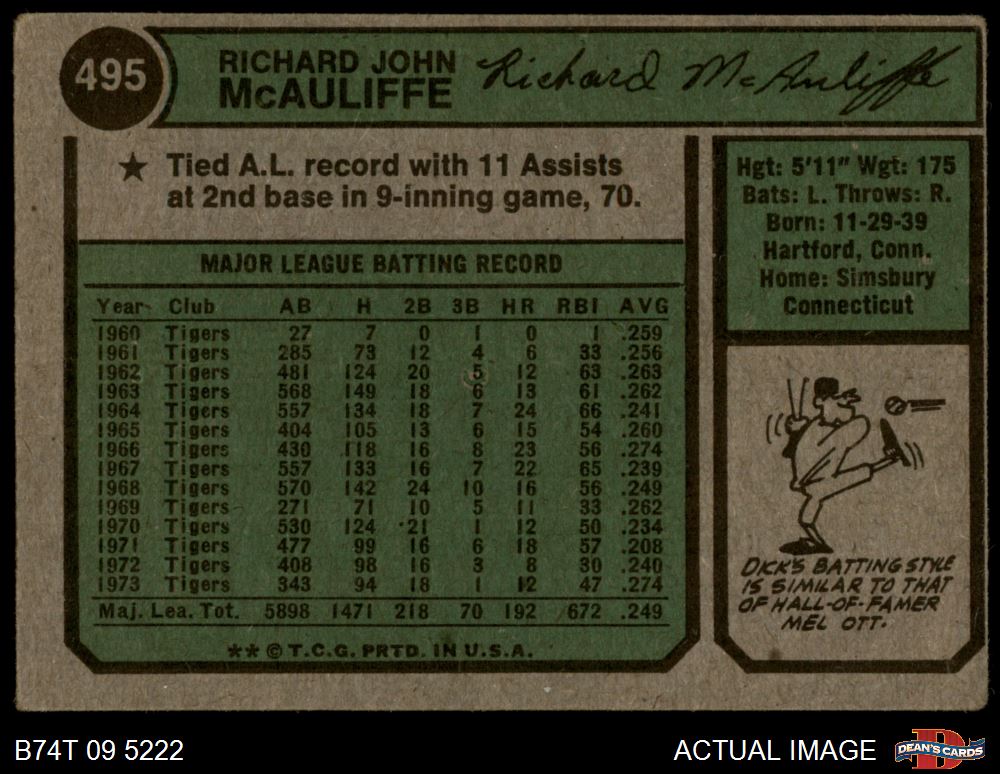 495
RICHARD JOHN
McAULIFFE
Richard McAuliffe
★ Tied A.L. record with 11 Assists
at 2nd base in 9-inning game, 70.
MAJOR LEAGUE BATTING RECORD
Year Club AB H 2B 3B HR RBI AVG
1960 Tigers 27 7 0 1 0 1 .259
1961 Tigers 285 73 12 4 6 33 .256
1962 Tigers 481 124 20 5 12 63 .263
1963 Tigers 568 149 18 6 13 61 .262
1964 Tigers 557 134 18 7 24 66 .241
1965 Tigers 404 105 13 6 15 54 .260
1966 Tigers 430 118 16 8 23 56 .274
1967 Tigers 557 133 16 7 22 65 .239
1968 Tigers 570 142 24 10 16 56 .249
1969 Tigers 271 71 10 5 11 33 .262
1970 Tigers 530 124 21 1 12 50 .234
1971 Tigers 477 99 16 6 18 57 .208
1972 Tigers 408 98 16 3 8 30 .240
1973 Tigers 343 94 18 1 12 47 .274
Maj. Lea. Tot. 5898 1471 218 70 192 672 .249
** © T.C.G. PRTD. IN U.S.A.
Hgt: 5'11" Wgt: 175
Bats: L. Throws: R.
Born: 11-29-39
Hartford, Conn.
Home: Simsbury
Connecticut
DICK'S BATTING STYLE
IS SIMILAR TO THAT
OF HALL-OF-FAMER
MEL OTT.
B74T 09 5222
ACTUAL IMAGE
D
DEAN'S CARDS